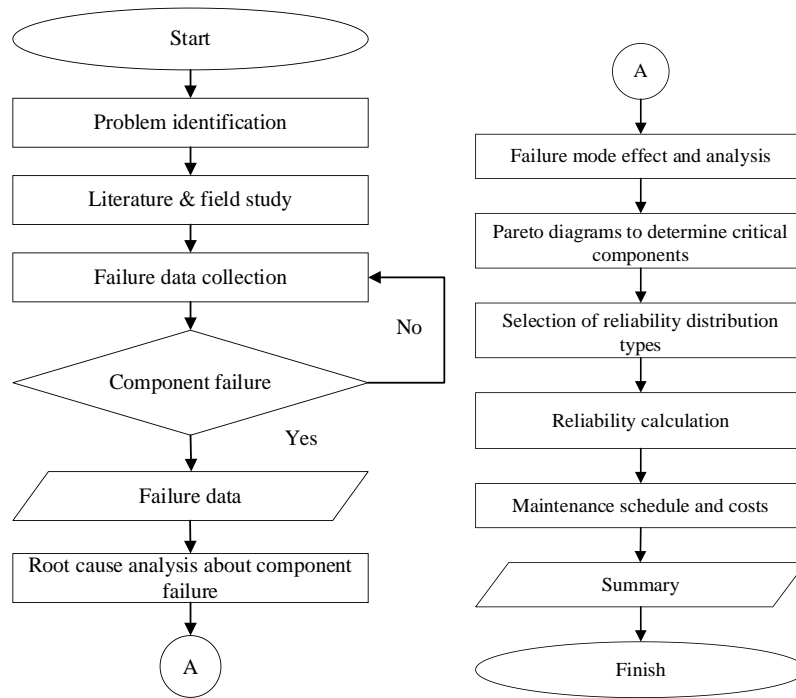 Start
Problem identification
Literature & field study
Failure data collection
No
Component failure
Yes
Failure data
Root cause analysis about component
failure
A
A
Failure mode effect and analysis
Pareto diagrams to determine critical
components
Selection of reliability distribution
types
Reliability calculation
Maintenance schedule and costs
Summary
Finish